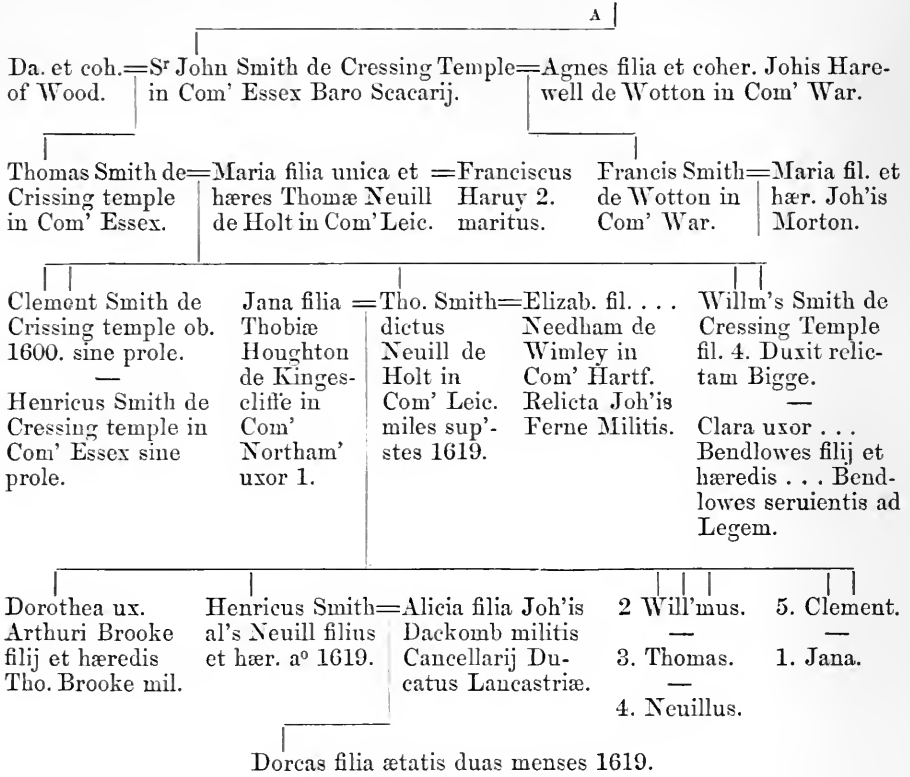 A
Da. et coh.=Sʳ John Smith de Cressing Temple=Agnes filia et coher. Johis Hare-
of Wood. in Com' Essex Baro Scacarij. well de Wotton in Com' War.
Thomas Smith de=Maria filia unica et =Franciscus Francis Smith=Maria fil. et
Crissing temple hæres Thomæ Neuill Haruy 2. de Wotton in hær. Joh'is
in Com' Essex. de Holt in Com' Leic. maritus. Com' War. Morton.
Clement Smith de
Crissing temple ob.
1600. sine prole.
—
Henricus Smith de
Cressing temple in
Com' Essex sine
prole.
Jana filia =
Thobiæ
Houghton
de Kinges-
cliffe in
Com'
Northam'
uxor 1.
Tho. Smith=
dictus
Neuill de
Holt in
Com' Leic.
miles sup'-
stes 1619.
Elizab. fil. . . .
Needham de
Wimley in
Com' Hartf.
Relicta Joh'is
Ferne Militis.
Willm's Smith de
Cressing Temple
fil. 4. Duxit relic-
tam Bigge.
—
Clara uxor . . .
Bendlowes filij et
hæredis . . . Bend-
lowes seruientis ad
Legem.
Dorothea ux.
Arthuri Brooke
filij et hæredis
Tho. Brooke mil.
Henricus Smith=
al's Neuill filius
et hær. aº 1619.
Alicia filia Joh'is
Dackomb militis
Cancellarij Du-
catus Lancastriæ.
2 Will'mus.
—
3. Thomas.
—
4. Neuillus.
5. Clement.
—
1. Jana.
Dorcas filia ætatis duas menses 1619.